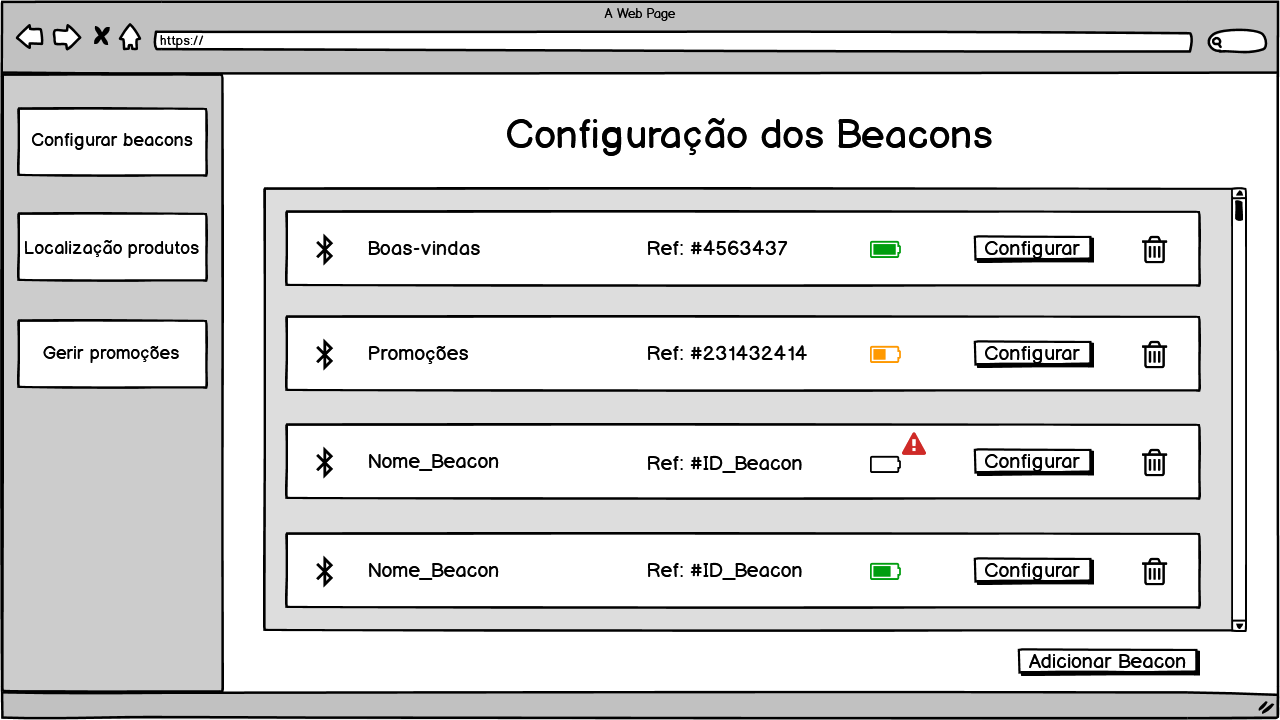 A Web Page
https://
Configurar beacons
Localização produtos
Gerir promoções
Configuração dos Beacons
Boas-vindas Ref: #4563437 Configurar
Promoções Ref: #231432414 Configurar
Nome_Beacon Ref: #ID_Beacon Configurar
Nome_Beacon Ref: #ID_Beacon Configurar
Adicionar Beacon